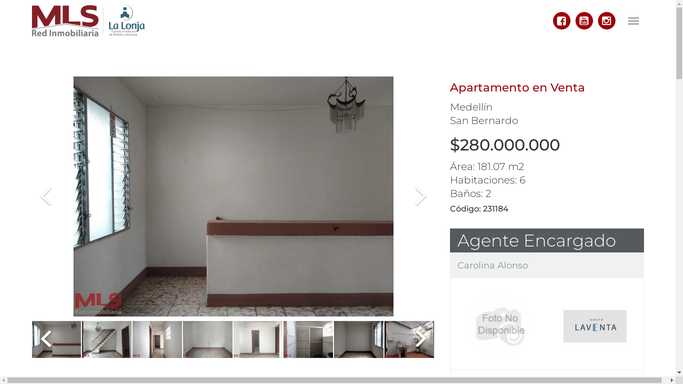 MLS
Red Inmobiliaria
La Lonja
Apartamento en Venta
Medellín
San Bernardo
$280.000.000
Área: 181.07 m2
Habitaciones: 6
Baños: 2
Código: 231184
Agente Encargado
Carolina Alonso
MLS
Foto No
Disponible
LAVENTA